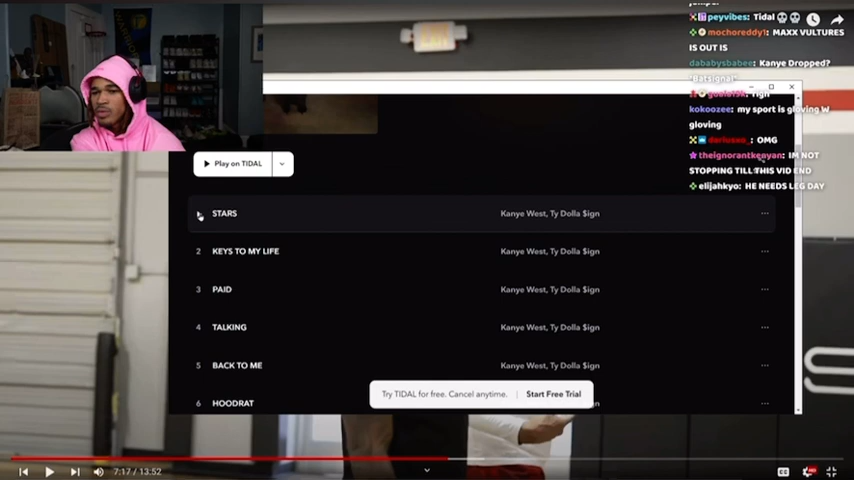 peyvibes: Tidal
mochoreddy1: MAXX VULTURES
IS OUT IS
dababysbabee: Kanye Dropped?
"Batsignal"
kokoozee: my sport is gloving W
gloving
OMG
theignorantkenyan: IM NOT
STOPPING TILL THIS VID END
elijahkyo: HE NEEDS LEG DAY
Play on TIDAL
STARS Kanye West, Ty Dolla $ign
2 KEYS TO MY LIFE Kanye West, Ty Dolla $ign
3 PAID Kanye West, Ty Dolla $ign
4 TALKING Kanye West, Ty Dolla $ign
5 BACK TO ME Kanye West, Ty Dolla $ign
Try TIDAL for free. Cancel anytime. | Start Free Trial
6 HOODRAT
7:17 / 13:52